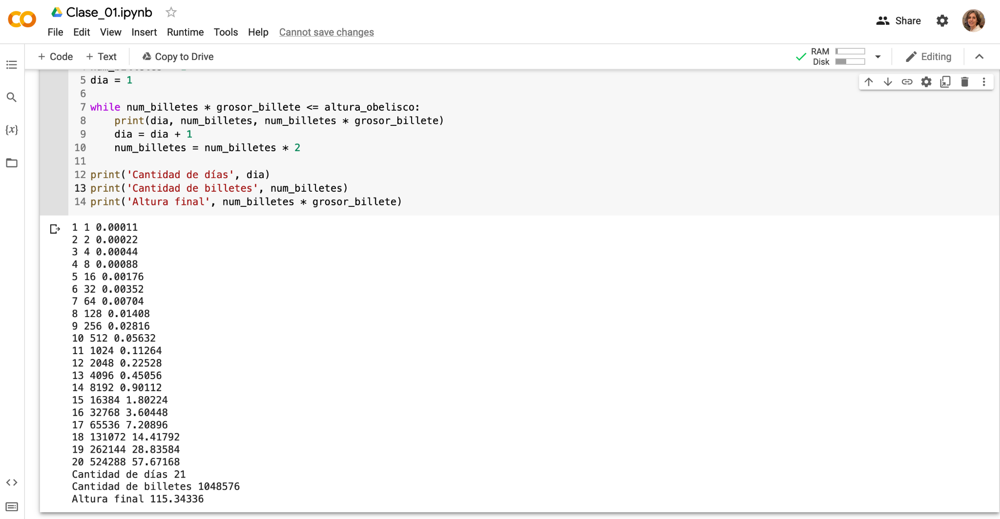 Clase_01.ipynb
File Edit View Insert Runtime Tools Help Cannot save changes
Share
+ Code + Text Copy to Drive
RAM
Disk
Editing
{x}
5 dia = 1
6
7 while num_billetes * grosor_billete <= altura_obelisco:
8     print(dia, num_billetes, num_billetes * grosor_billete)
9     dia = dia + 1
10     num_billetes = num_billetes * 2
11
12 print('Cantidad de días', dia)
13 print('Cantidad de billetes', num_billetes)
14 print('Altura final', num_billetes * grosor_billete)
1 1 0.00011
2 2 0.00022
3 4 0.00044
4 8 0.00088
5 16 0.00176
6 32 0.00352
7 64 0.00704
8 128 0.01408
9 256 0.02816
10 512 0.05632
11 1024 0.11264
12 2048 0.22528
13 4096 0.45056
14 8192 0.90112
15 16384 1.80224
16 32768 3.60448
17 65536 7.20896
18 131072 14.41792
19 262144 28.83584
20 524288 57.67168
Cantidad de días 21
Cantidad de billetes 1048576
Altura final 115.34336